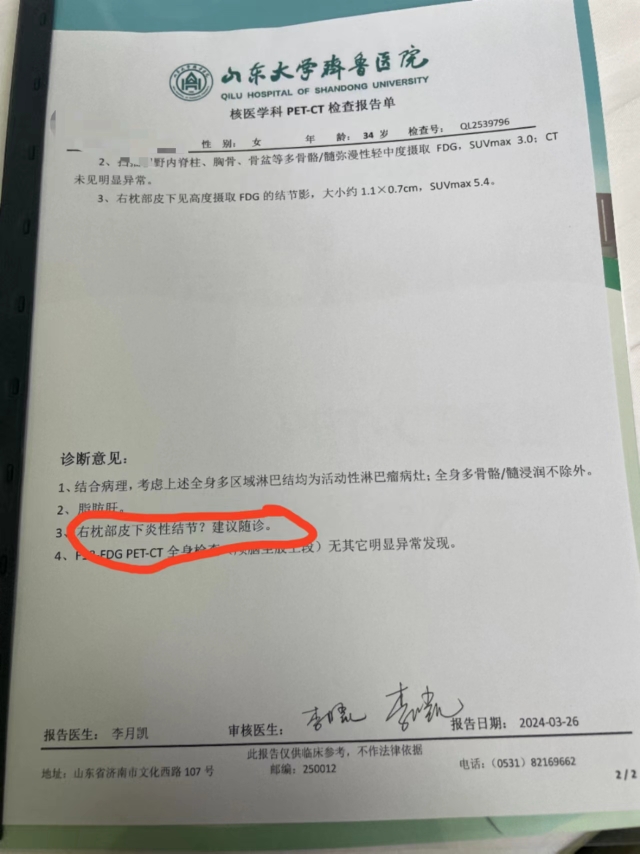 山东大学齐鲁医院
QILU HOSPITAL OF SHANDONG UNIVERSITY
核医学科 PET-CT 检查报告单
性 别: 女 年 龄: 34 岁 检查号: QL2539796
2、 野内脊柱、胸骨、骨盆等多骨骼/髓弥漫性轻中度摄取 FDG, SUVmax 3.0; CT
未见明显异常。
3、右枕部皮下见高度摄取 FDG 的结节影,大小约 1.1×0.7cm, SUVmax 5.4。
诊断意见:
1、结合病理,考虑上述全身多区域淋巴结均为活动性淋巴瘤病灶;全身多骨骼/髓浸润不除外。
2、脂肪肝。
3、右枕部皮下炎性结节?建议随诊。
4、 FDG PET-CT 全身检查 )无其它明显异常发现。
报告医生: 李月凯 审核医生: 报告日期: 2024-03-26
此报告仅供临床参考,不作法律依据
地址: 山东省济南市文化西路 107 号 邮编: 250012 电话: (0531) 82169662
2/2